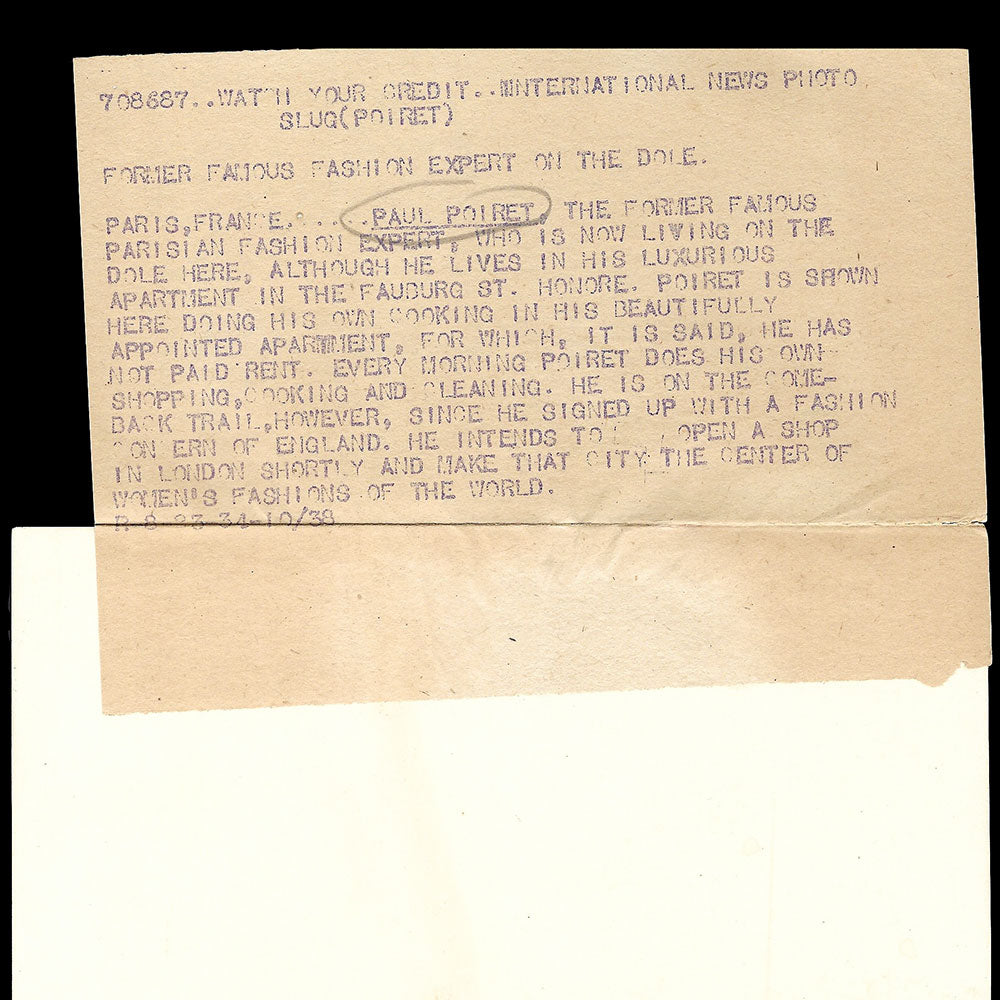 708687..WATCH YOUR CREDIT..INTERNATIONAL NEWS PHOTO
SLUG(POIRET)
FORMER FAMOUS FASHION EXPERT ON THE DOLE.
PARIS,FRANCE. .....PAUL POIRET, THE FORMER FAMOUS
PARISIAN FASHION EXPERT, WHO IS NOW LIVING ON THE
DOLE HERE, ALTHOUGH HE LIVES IN HIS LUXURIOUS
APARTMENT IN THE FAUBURG ST. HONORE. POIRET IS SHOWN
HERE DOING HIS OWN COOKING IN HIS BEAUTIFULLY
APPOINTED APARTMENT, FOR WHICH, IT IS SAID, HE HAS
NOT PAID RENT. EVERY MORNING POIRET DOES HIS OWN
SHOPPING,COOKING AND CLEANING. HE IS ON THE COME-
BACK TRAIL,HOWEVER, SINCE HE SIGNED UP WITH A FASHION
CONCERN OF ENGLAND. HE INTENDS TO OPEN A SHOP
IN LONDON SHORTLY AND MAKE THAT CITY THE CENTER OF
WOMEN'S FASHIONS OF THE WORLD.
R 8 23 34-10/38